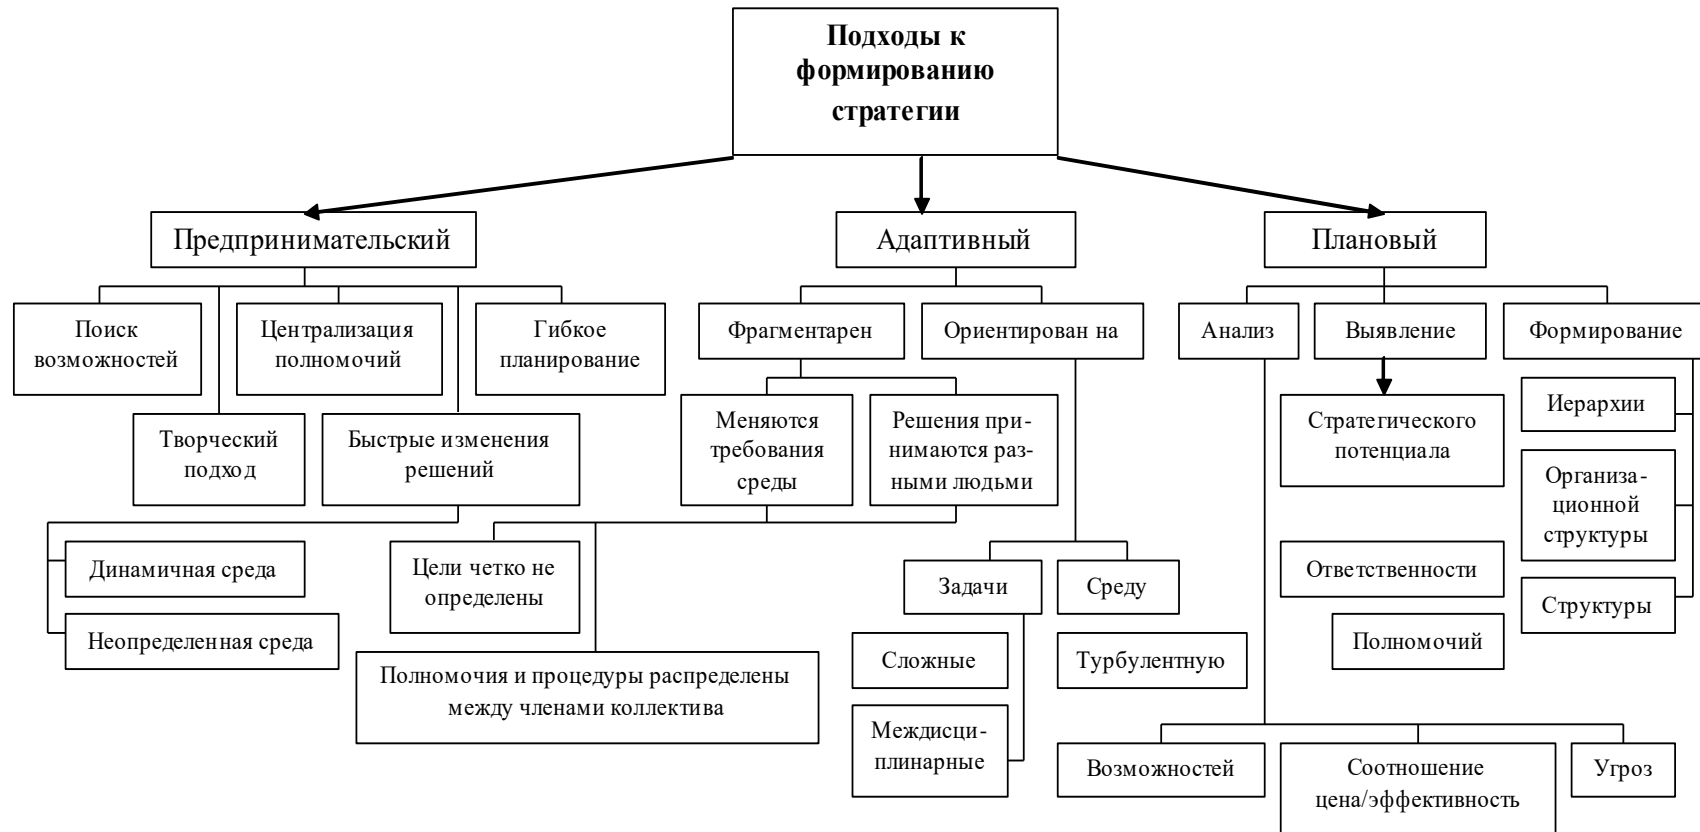 Подходы к
формированию
стратегии
Предпринимательский
Адаптивный
Плановый
Поиск
возможностей
Централизация
полномочий
Гибкое
планирование
Фрагментарен
Ориентирован на
Анализ
Выявление
Формирование
Творческий
подход
Быстрые изменения
решений
Меняются
требования
среды
Решения при-
нимаются раз-
ными людьми
Стратегического
потенциала
Иерархии
Организа-
ционной
структуры
Динамичная среда
Цели четко не
определены
Задачи
Среду
Ответственности
Структуры
Неопределенная среда
Полномочий
Полномочия и процедуры распределены
между членами коллектива
Сложные
Турбулентную
Междисци-
плинарные
Возможностей
Соотношение
цена/эффективность
Угроз